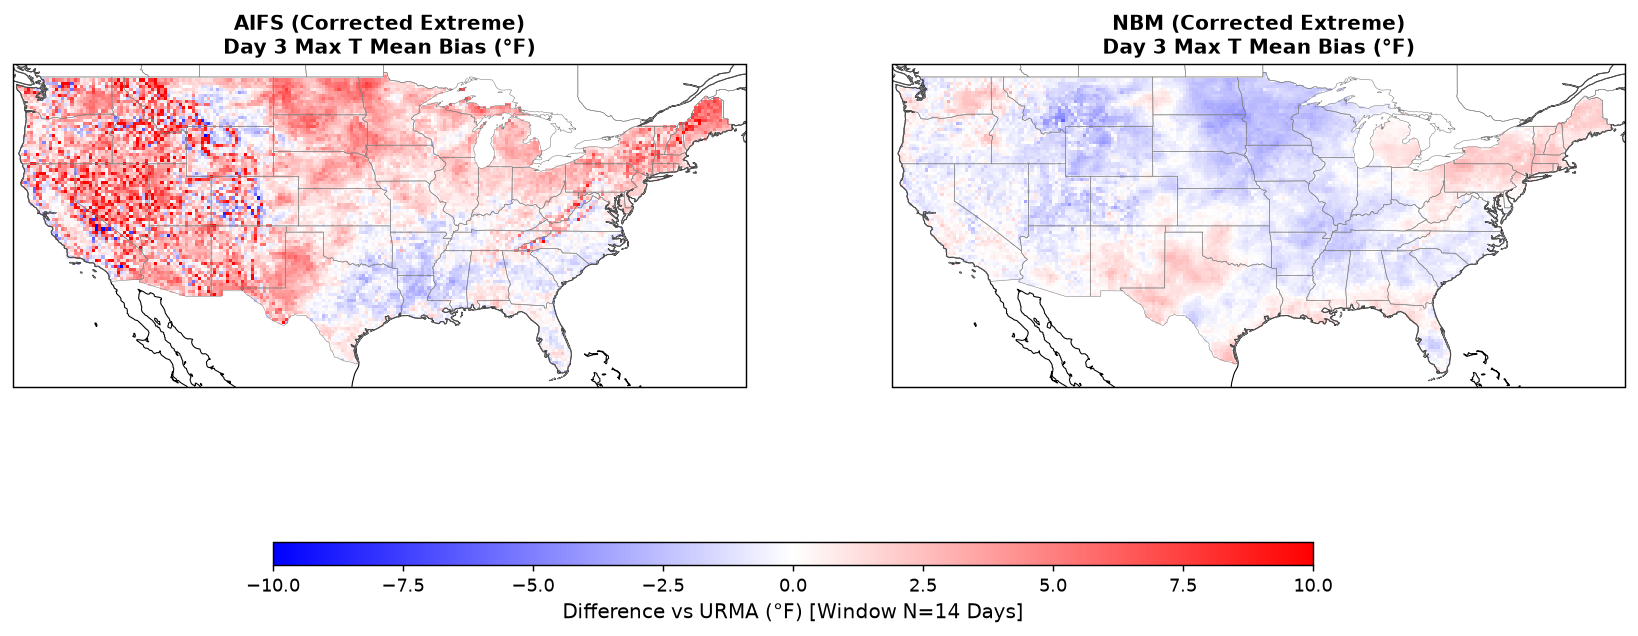 AIFS (Corrected Extreme)
Day 3 Max T Mean Bias (°F)
NBM (Corrected Extreme)
Day 3 Max T Mean Bias (°F)
−10.0 −7.5 −5.0 −2.5 0.0 2.5 5.0 7.5 10.0
Difference vs URMA (°F) [Window N=14 Days]